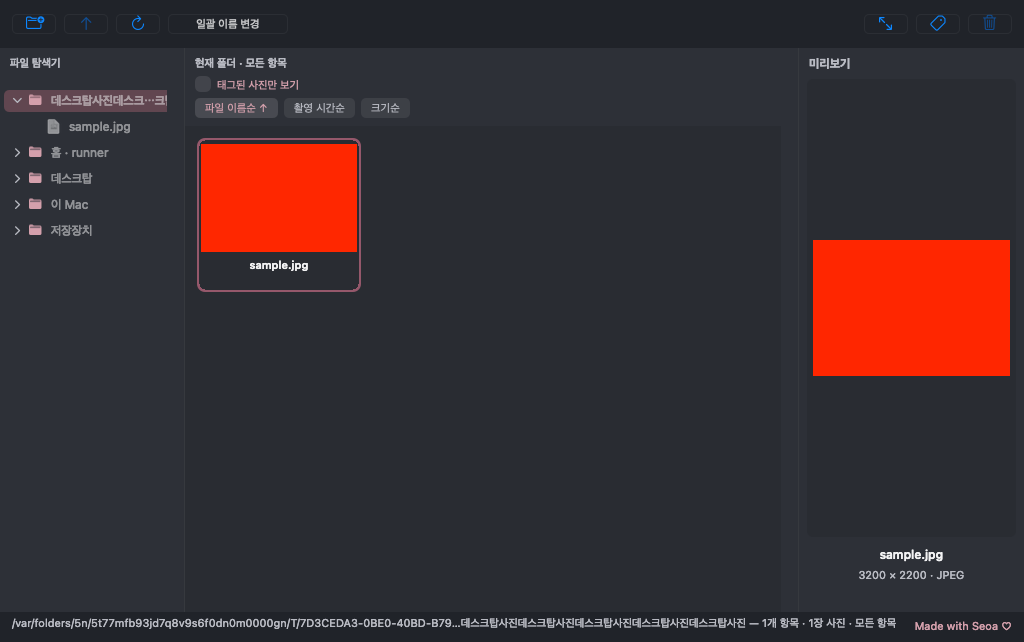 일괄 이름 변경
파일 탐색기
데스크탑사진데스크…크
sample.jpg
홈 · runner
데스크탑
이 Mac
저장장치
현재 폴더 · 모든 항목
태그된 사진만 보기
파일 이름순 ↑
촬영 시간순
크기순
sample.jpg
미리보기
sample.jpg
3200 × 2200 · JPEG
/var/folders/5n/5t77mfb93jd7q8v9s6f0dn0m0000gn/T/7D3CEDA3-0BE0-40BD-B79...데스크탑사진데스크탑사진데스크탑사진데스크탑사진데스크탑사진 — 1개 항목 · 1장 사진 · 모든 항목
Made with Seoa ♡